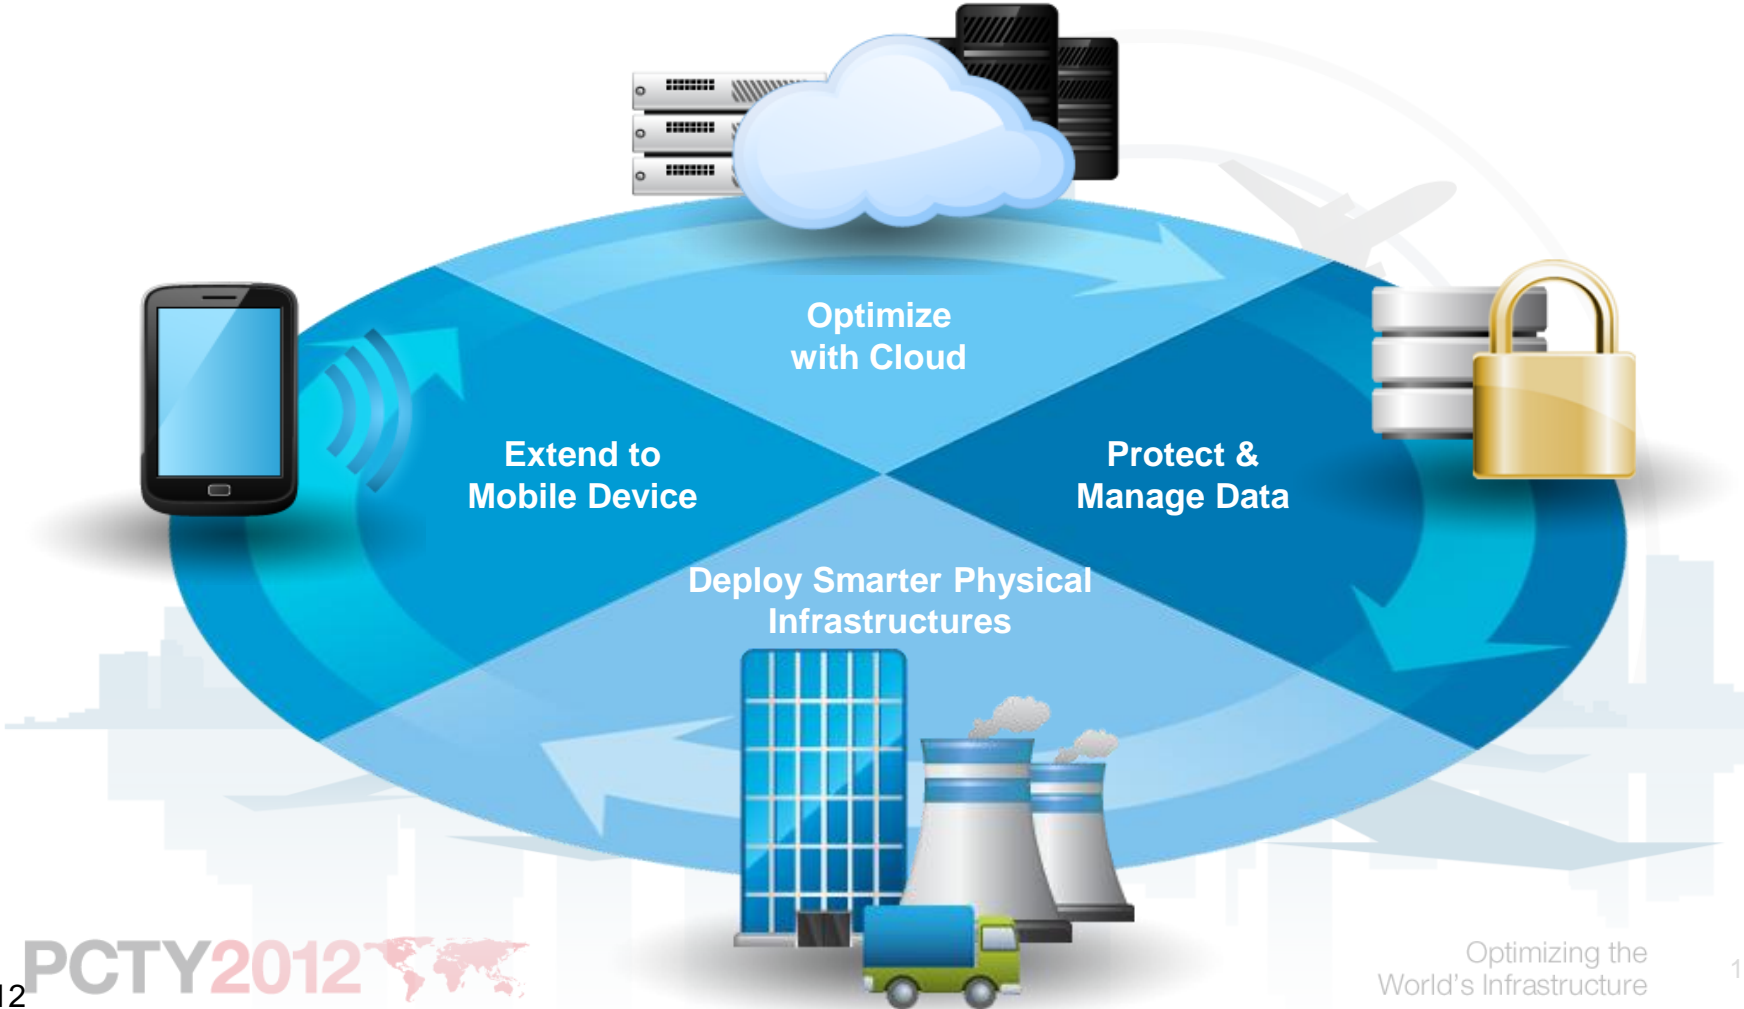 Optimize
with Cloud
Extend to
Mobile Device
Protect &
Manage Data
Deploy Smarter Physical
Infrastructures
PCTY2012
12
Optimizing the
World's Infrastructure
1